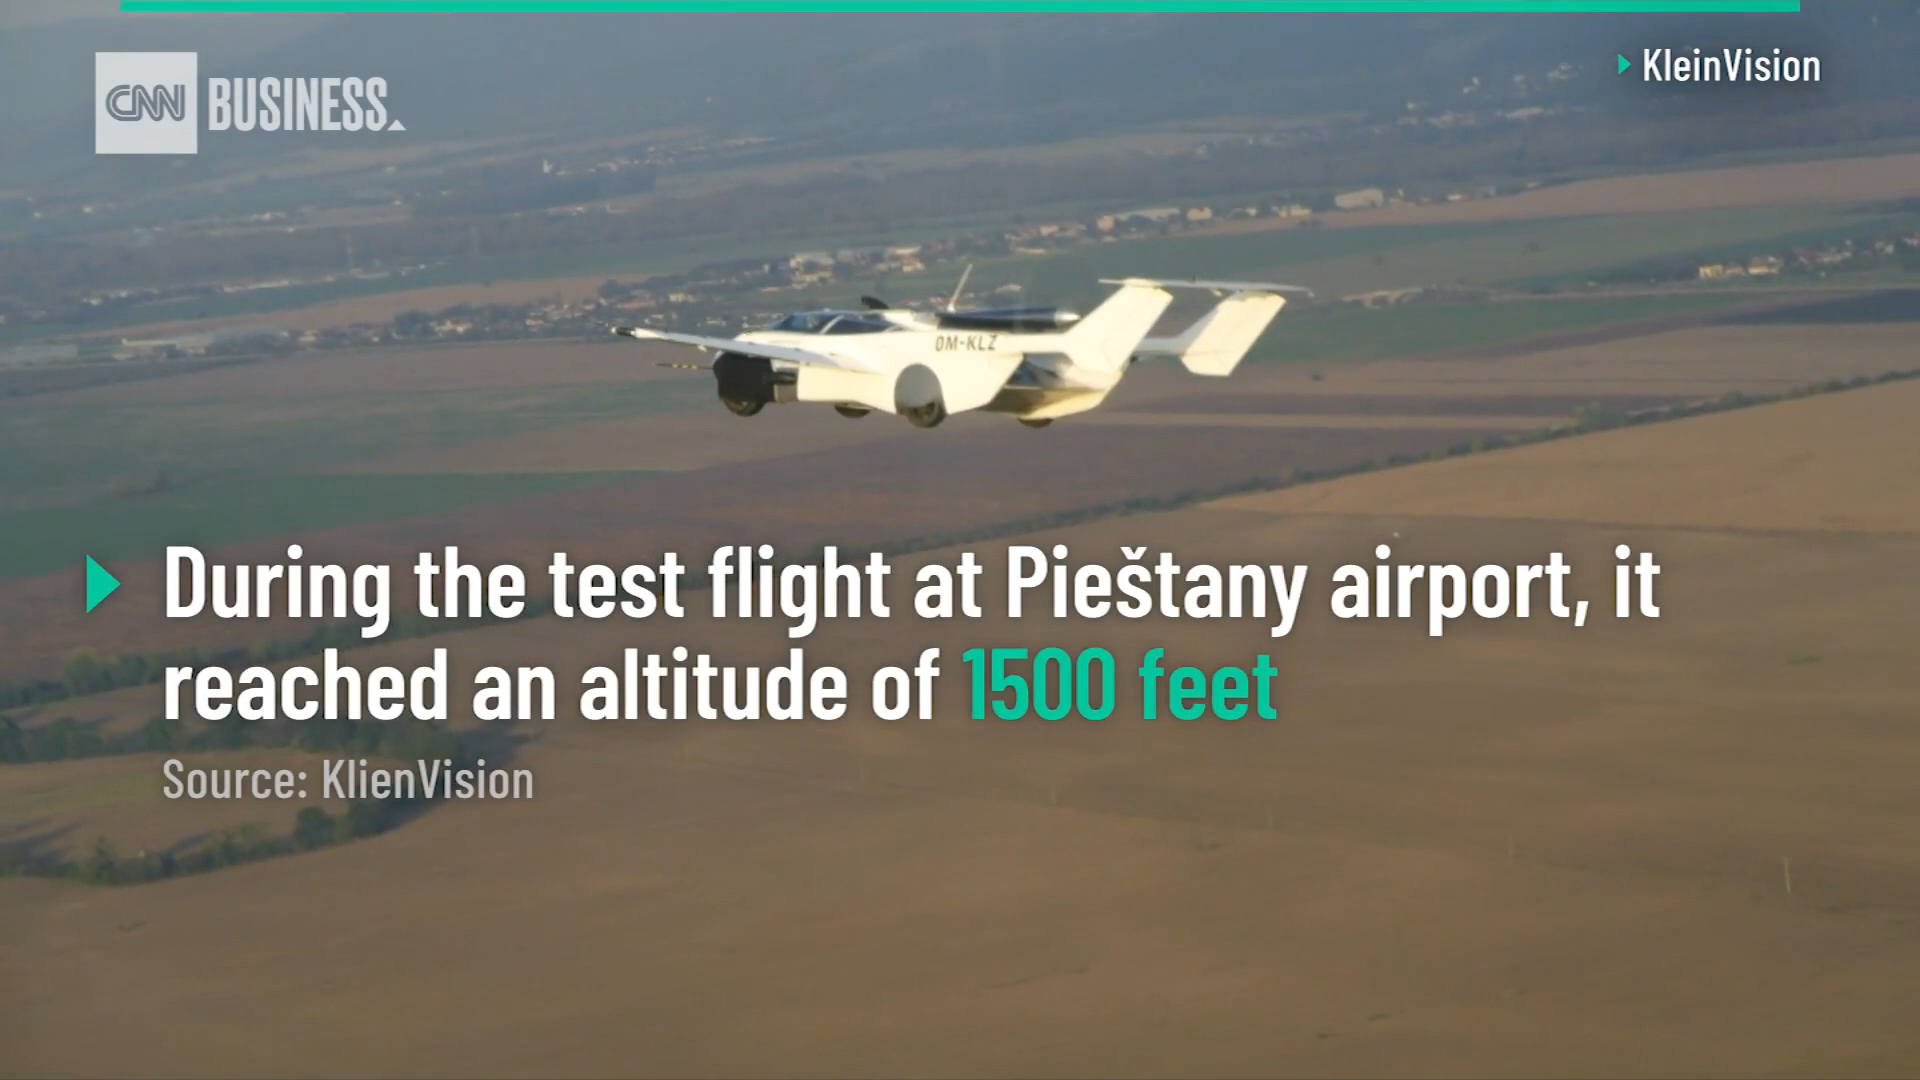 CNN BUSINESS
KleinVision
OM-KLZ
During the test flight at Piešťany airport, it
reached an altitude of 1500 feet
Source: KlienVision